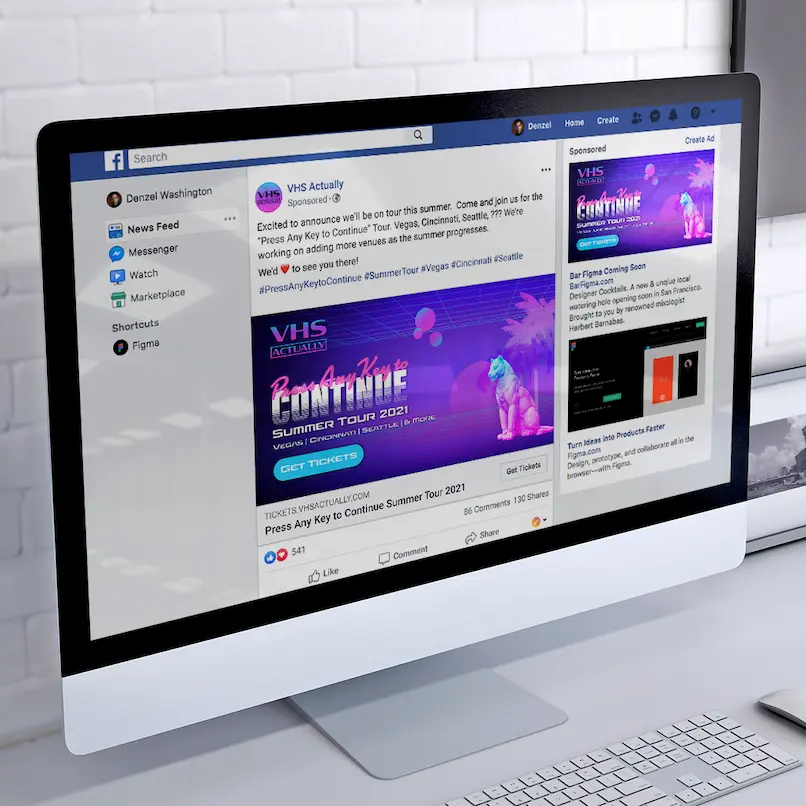 f
Search
Denzel
Home
Create
Denzel Washington
News Feed
Messenger
Watch
Marketplace
Shortcuts
Figma
VHS
VHS Actually
Sponsored
Excited to announce we'll be on tour this summer. Come and join us for the
"Press Any Key to Continue" Tour. Vegas, Cincinnati, Seattle, ??? We're
working on adding more venues as the summer progresses.
We'd ❤️ to see you there!
#PressAnyKeytoContinue #SummerTour #Vegas #Cincinnati #Seattle
VHS
ACTUALLY
Press Any Key to
CONTINUE
SUMMER TOUR 2021
VEGAS | CINCINNATI | SEATTLE | & MORE
GET TICKETS
TICKETS.VHSACTUALLY.COM
Press Any Key to Continue Summer Tour 2021
Get Tickets
541
86 Comments 130 Shares
Like
Comment
Share
Sponsored
Create Ad
VHS
ACTUALLY
Press Any Key to
CONTINUE
SUMMER TOUR 2021
GET TICKETS
Bar Figma Coming Soon
BarFigma.com
Designer Cocktails. A new & unique local
watering hole opening soon in San Francisco.
Brought to you by renowned mixologist
Herbert Barnabas.
Turn Ideas into
Products Faster
Turn Ideas into Products Faster
Figma.com
Design, prototype, and collaborate all in the
browser—with Figma.